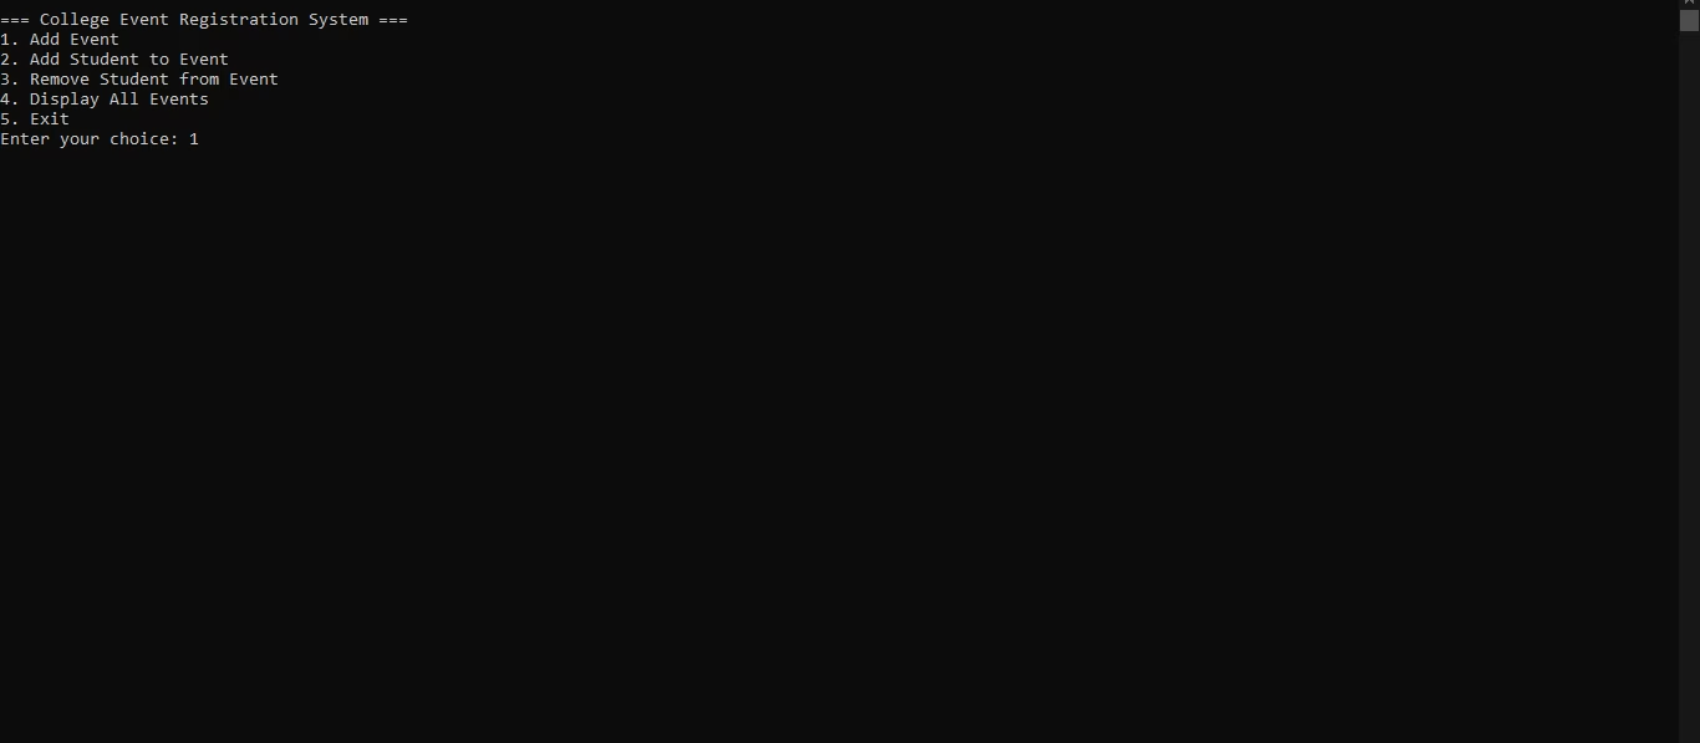 === College Event Registration System ===
1. Add Event
2. Add Student to Event
3. Remove Student from Event
4. Display All Events
5. Exit
Enter your choice: 1